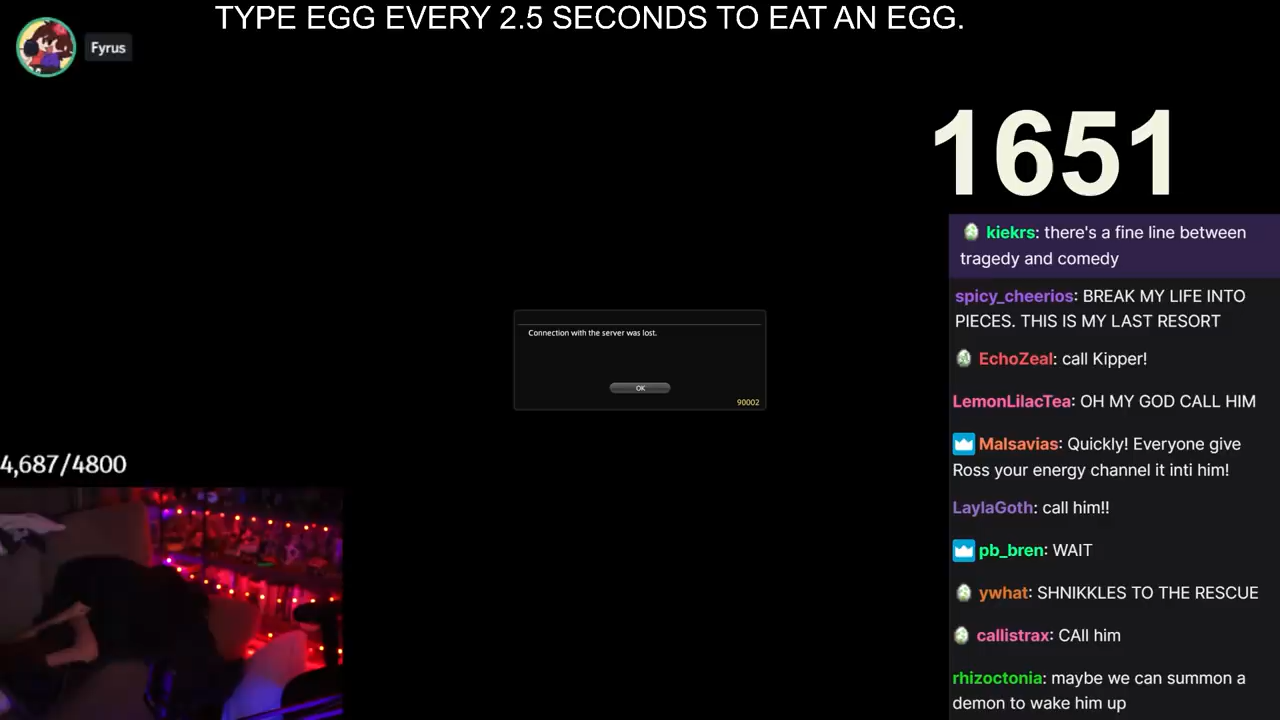 TYPE EGG EVERY 2.5 SECONDS TO EAT AN EGG.
Fyrus
1651
kiekrs: there's a fine line between
tragedy and comedy
spicy_cheerios: BREAK MY LIFE INTO
PIECES. THIS IS MY LAST RESORT
EchoZeal: call Kipper!
LemonLilacTea: OH MY GOD CALL HIM
Malsavias: Quickly! Everyone give
Ross your energy channel it inti him!
LaylaGoth: call him!!
pb_bren: WAIT
ywhat: SHNIKKLES TO THE RESCUE
callistrax: CAll him
rhizoctonia: maybe we can summon a
demon to wake him up
Connection with the server was lost.
OK
90002
4,687/4800